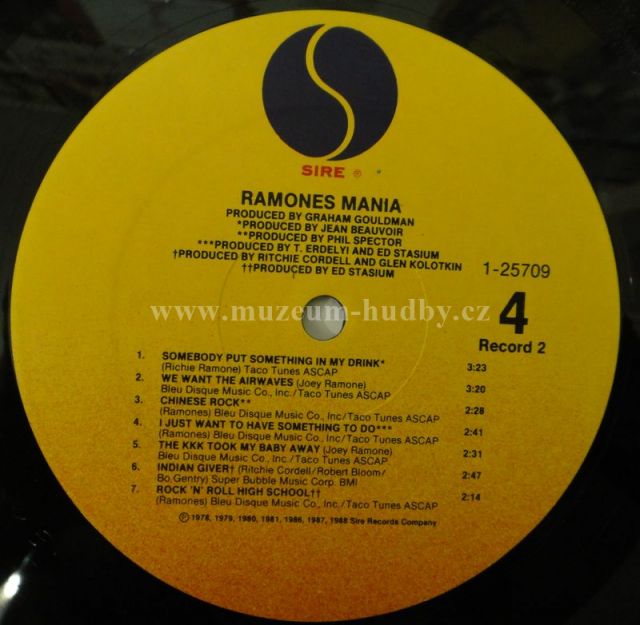 SIRE ®
RAMONES MANIA
PRODUCED BY GRAHAM GOULDMAN
*PRODUCED BY JEAN BEAUVOIR
**PRODUCED BY PHIL SPECTOR
***PRODUCED BY T. ERDELYI AND ED STASIUM
†PRODUCED BY RITCHIE CORDELL AND GLEN KOLOTKIN
††PRODUCED BY ED STASIUM
1-25709
www.muzeum-hudby.cz
4
Record 2
1. SOMEBODY PUT SOMETHING IN MY DRINK* 3:23
(Richie Ramone) Taco Tunes ASCAP
2. WE WANT THE AIRWAVES (Joey Ramone) 3:20
Bleu Disque Music Co., Inc./Taco Tunes ASCAP
3. CHINESE ROCK** 2:28
(Ramones) Bleu Disque Music Co., Inc/Taco Tunes ASCAP
4. I JUST WANT TO HAVE SOMETHING TO DO*** 2:41
(Ramones) Bleu Disque Music Co., Inc./Taco Tunes ASCAP
5. THE KKK TOOK MY BABY AWAY (Joey Ramone) 2:31
Bleu Disque Music Co., Inc./Taco Tunes ASCAP
6. INDIAN GIVER† (Ritchie Cordell/Robert Bloom/ 2:47
Bo Gentry) Super Bubble Music Corp. BMI
7. ROCK 'N' ROLL HIGH SCHOOL†† 2:14
(Ramones) Bleu Disque Music Co., Inc./Taco Tunes ASCAP
℗ 1978, 1979, 1980, 1981, 1986, 1987, 1988 Sire Records Company